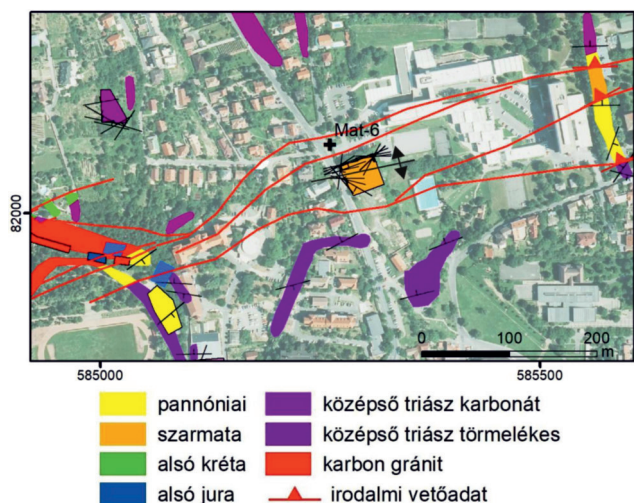 Mat-6
82000
0 100 200
m
585000 585500
pannóniai középső triász karbonát
szarmata középső triász törmelékes
alsó kréta karbon gránit
alsó jura irodalmi vetőadat